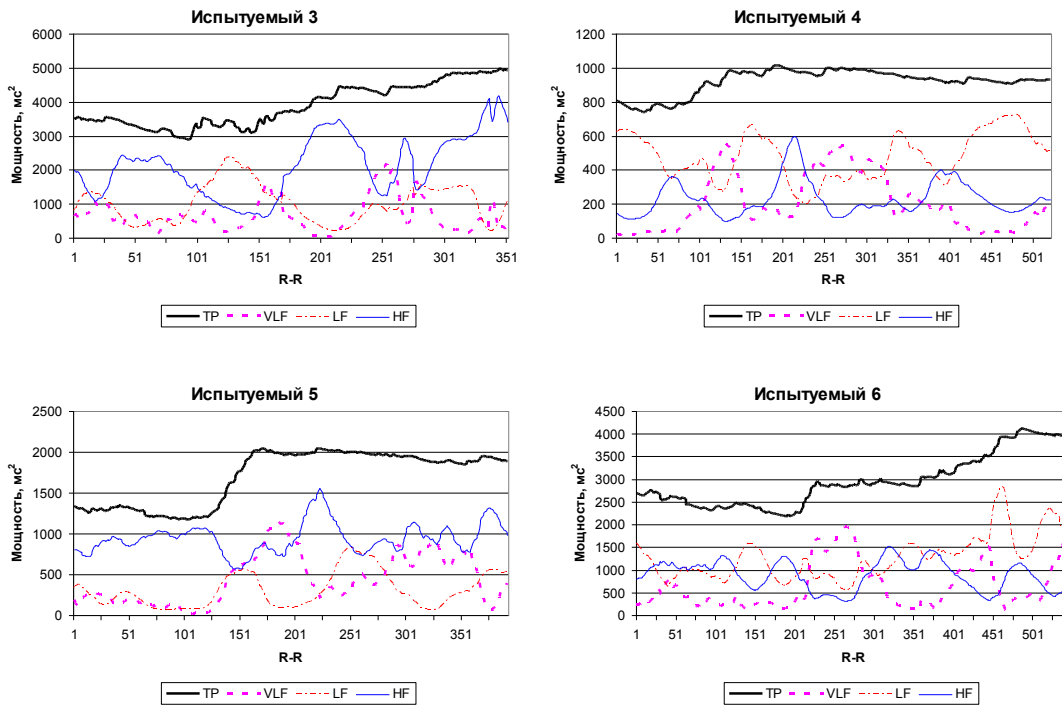 Испытуемый 3
Мощность, мс²
6000
5000
4000
3000
2000
1000
0
1 51 101 151 201 251 301 351
R-R
TP VLF LF HF
Испытуемый 4
Мощность, мс²
1200
1000
800
600
400
200
0
1 51 101 151 201 251 301 351 401 451 501
R-R
TP VLF LF HF
Испытуемый 5
Мощность, мс²
2500
2000
1500
1000
500
0
1 51 101 151 201 251 301 351
R-R
TP VLF LF HF
Испытуемый 6
Мощность, мс²
4500
4000
3500
3000
2500
2000
1500
1000
500
0
1 51 101 151 201 251 301 351 401 451 501
R-R
TP VLF LF HF